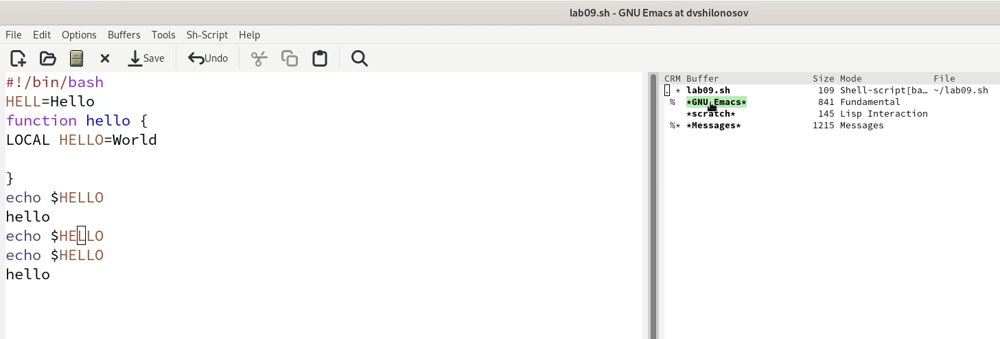 lab09.sh - GNU Emacs at dvshilonosov
File Edit Options Buffers Tools Sh-Script Help
Save Undo
#!/bin/bash
HELL=Hello
function hello {
LOCAL HELLO=World
}
echo $HELLO
hello
echo $HELLO
echo $HELLO
hello
CRM Buffer Size Mode File
. * lab09.sh 109 Shell-script[ba… ~/lab09.sh
% *GNU Emacs* 841 Fundamental
*scratch* 145 Lisp Interaction
%* *Messages* 1215 Messages